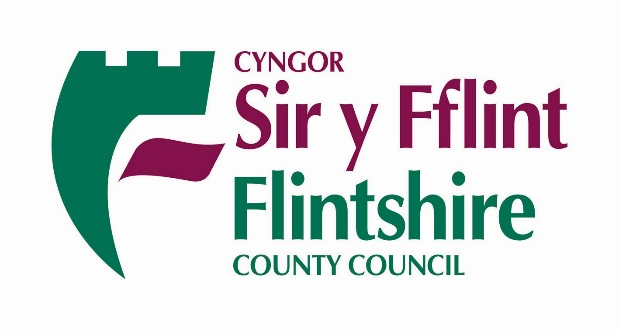 CYNGOR
Sir y Fflint
Flintshire
COUNTY COUNCIL